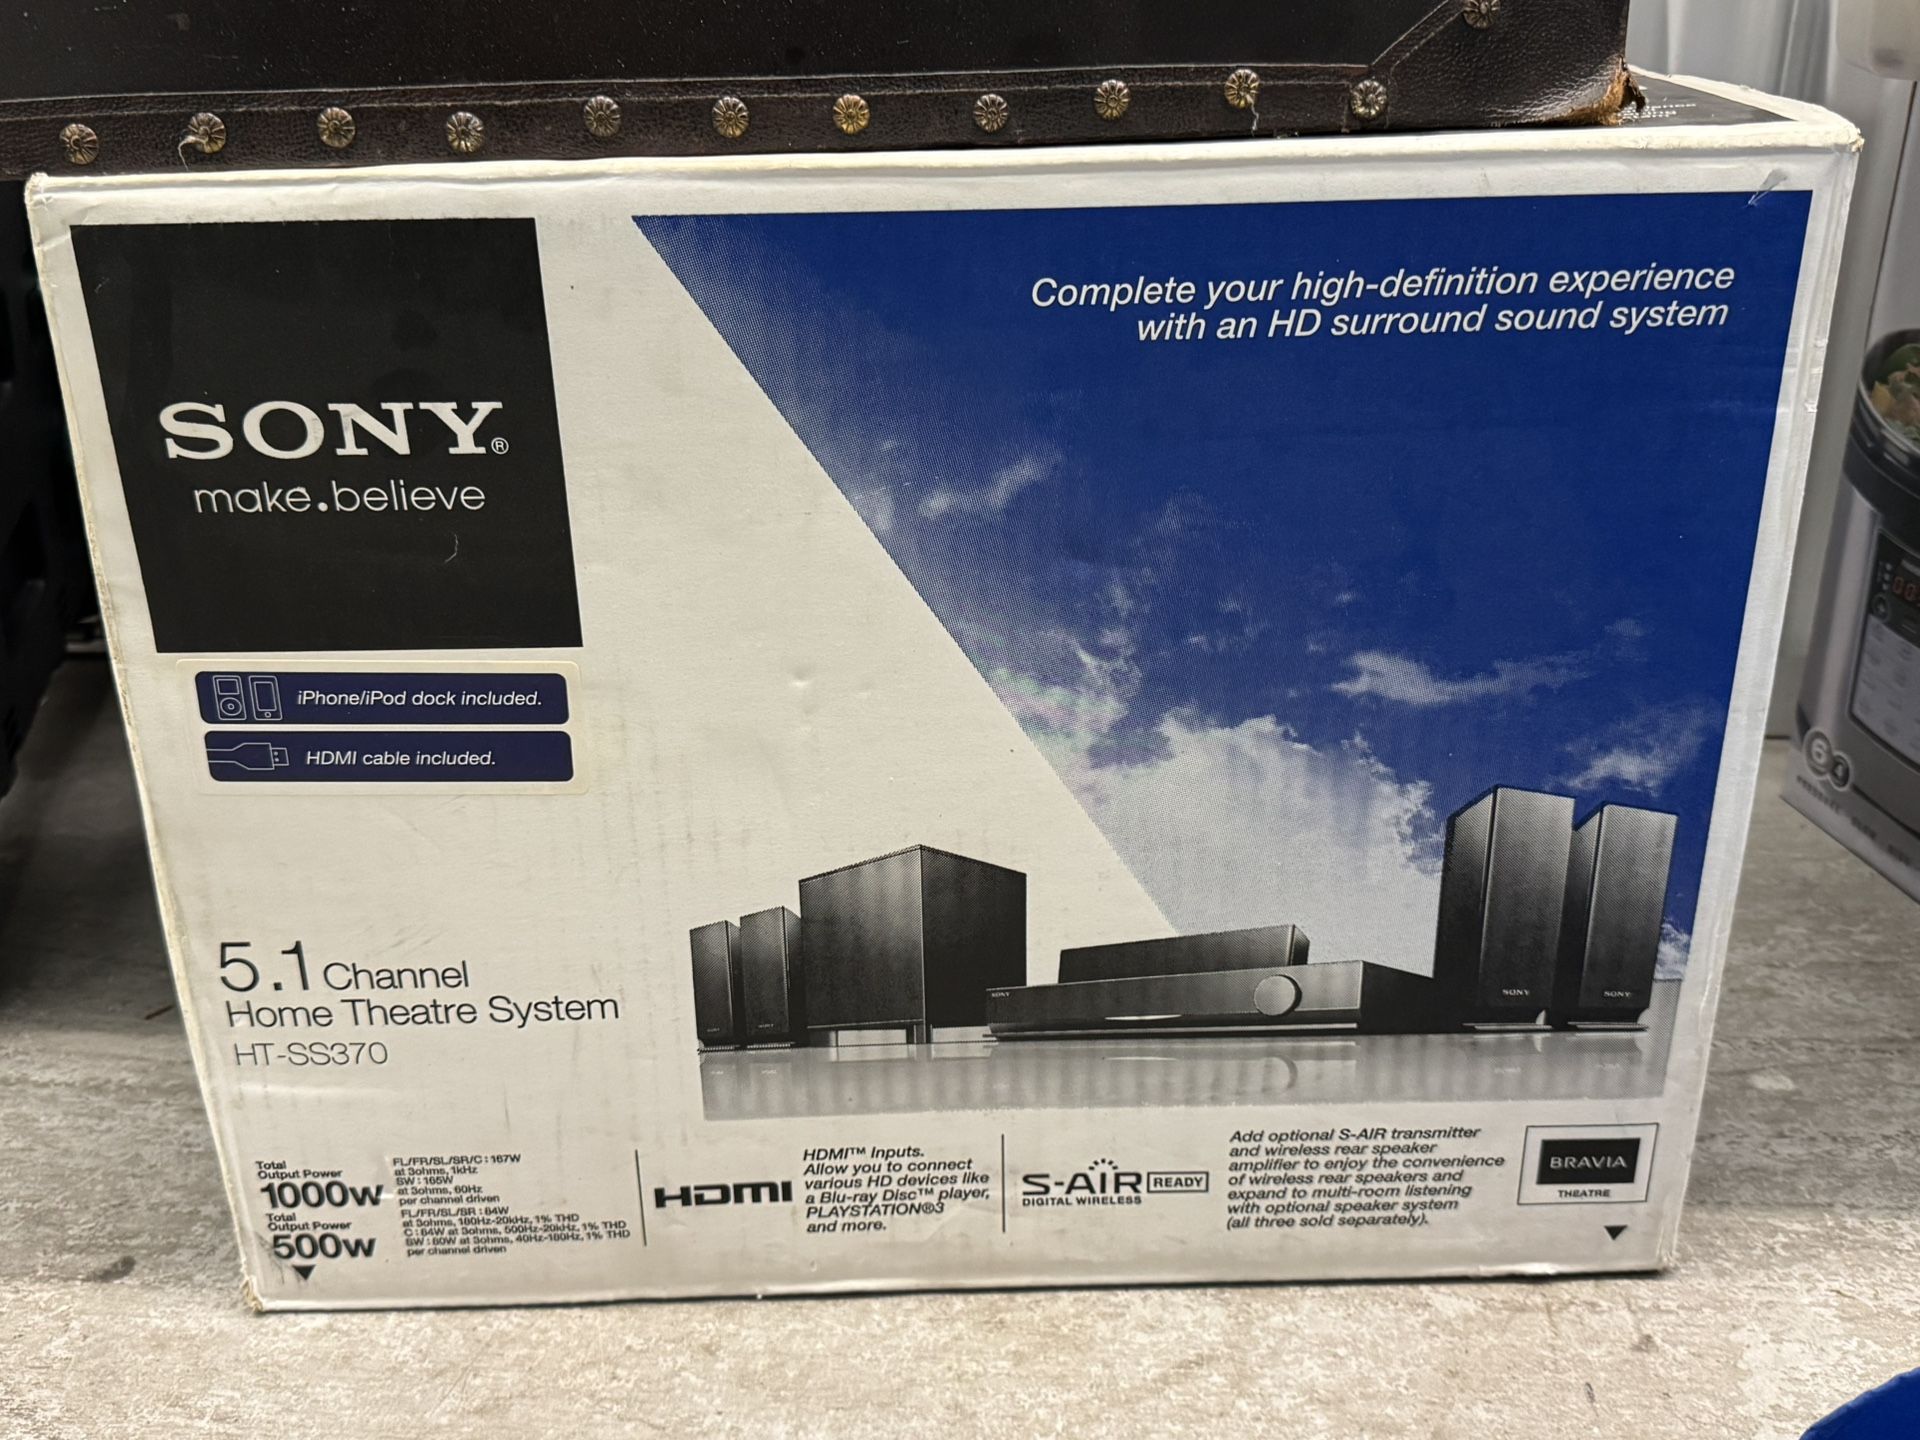 Complete your high-definition experience
with an HD surround sound system
SONY®
make.believe
iPhone/iPod dock included.
HDMI cable included.
5.1 Channel
Home Theatre System
HT-SS370
SONY
SONY
SONY
Total
Output Power
1000W
FL/FR/SL/SR/C : 167W
at 3ohms, 1kHz
SW : 165W
at 3ohms, 60Hz
per channel driven
Total
Output Power
500W
FL/FR/SL/SR : 84W
at 3ohms, 180Hz-20kHz, 1% THD
C : 84W at 3ohms, 500Hz-20kHz, 1% THD
SW : 80W at 3ohms, 40Hz-180Hz, 1% THD
per channel driven
HDMI
HDMI™ Inputs.
Allow you to connect
various HD devices like
a Blu-ray Disc™ player,
PLAYSTATION®3
and more.
S-AIR READY
DIGITAL WIRELESS
Add optional S-AIR transmitter
and wireless rear speaker
amplifier to enjoy the convenience
of wireless rear speakers and
expand to multi-room listening
with optional speaker system
(all three sold separately).
BRAVIA
THEATRE